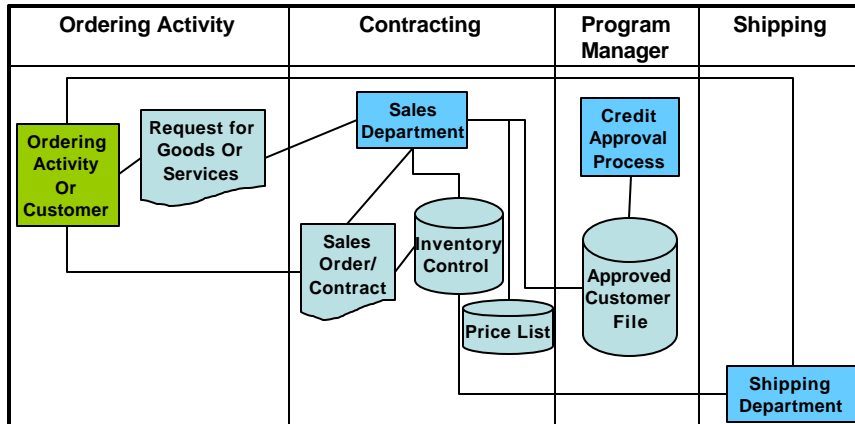 Ordering Activity
Contracting
Program
Manager
Shipping
Ordering
Activity
Or
Customer
Request for
Goods Or
Services
Sales
Department
Credit
Approval
Process
Sales
Order/
Contract
Inventory
Control
Price List
Approved
Customer
File
Shipping
Department